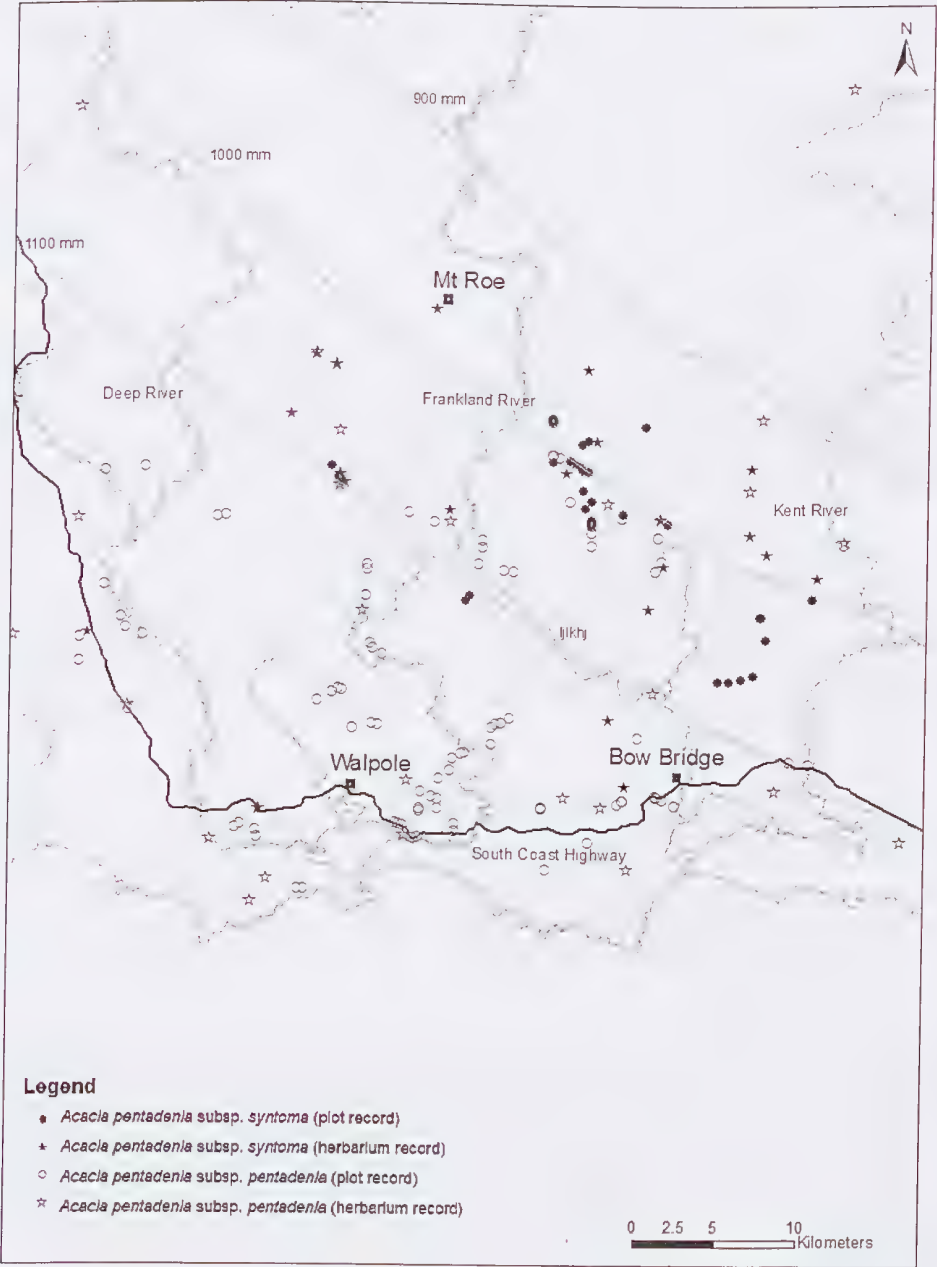 N
900 mm
1000 mm
1100 mm
Mt Roe
Deep River
Frankland River
Kent River
Ijlkhj
Walpole
Bow Bridge
South Coast Highway
Legend
Acacia pentadenia subsp. syntoma (plot record)
Acacia pentadenia subsp. syntoma (herbarium record)
Acacia pentadenia subsp. pentadenia (plot record)
Acacia pentadenia subsp. pentadenia (herbarium record)
0 2.5 5 10
Kilometers